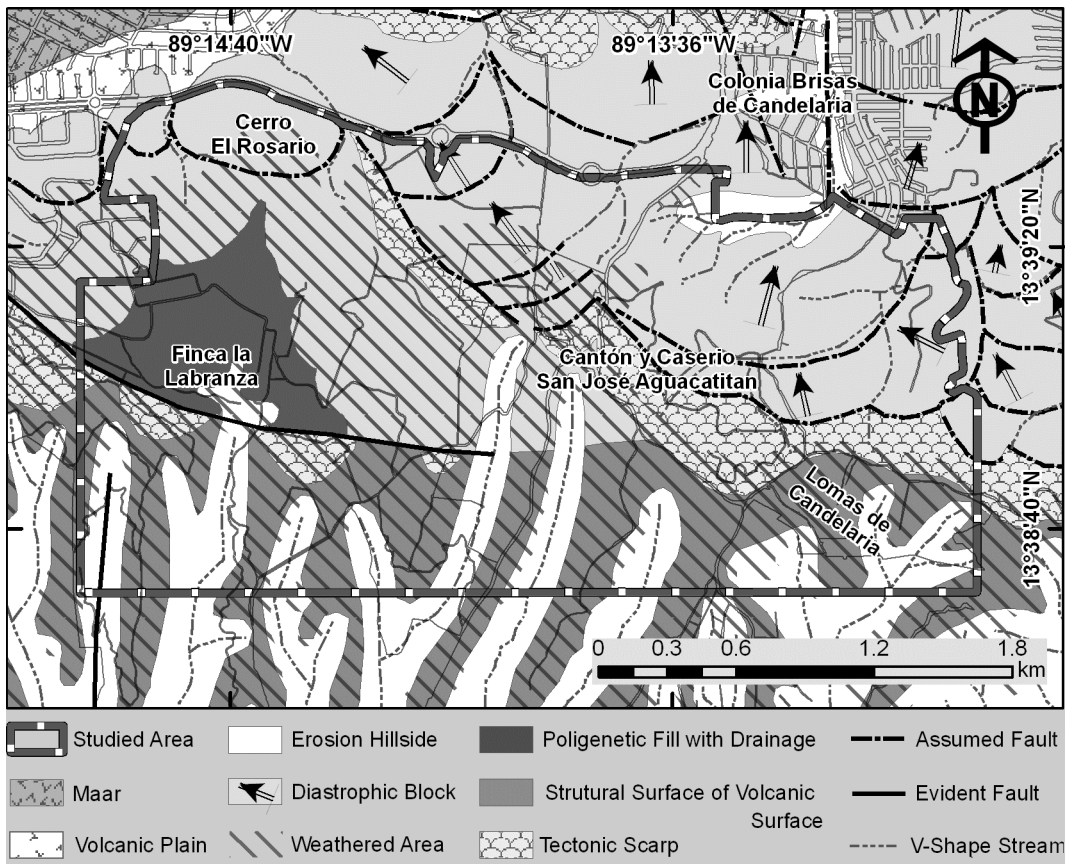 89°14'40"W
89°13'36"W
Colonia Brisas
de Candelaria
N
Cerro
El Rosario
13°39'20"N
Finca la
Labranza
Cantón y Caserio
San José Aguacatitan
Lomas de
Candelaria
13°38'40"N
0 0.3 0.6 1.2 1.8
km
Studied Area
Erosion Hillside
Poligenetic Fill with Drainage
Assumed Fault
Maar
Diastrophic Block
Strutural Surface of Volcanic
Surface
Evident Fault
Volcanic Plain
Weathered Area
Tectonic Scarp
V-Shape Stream